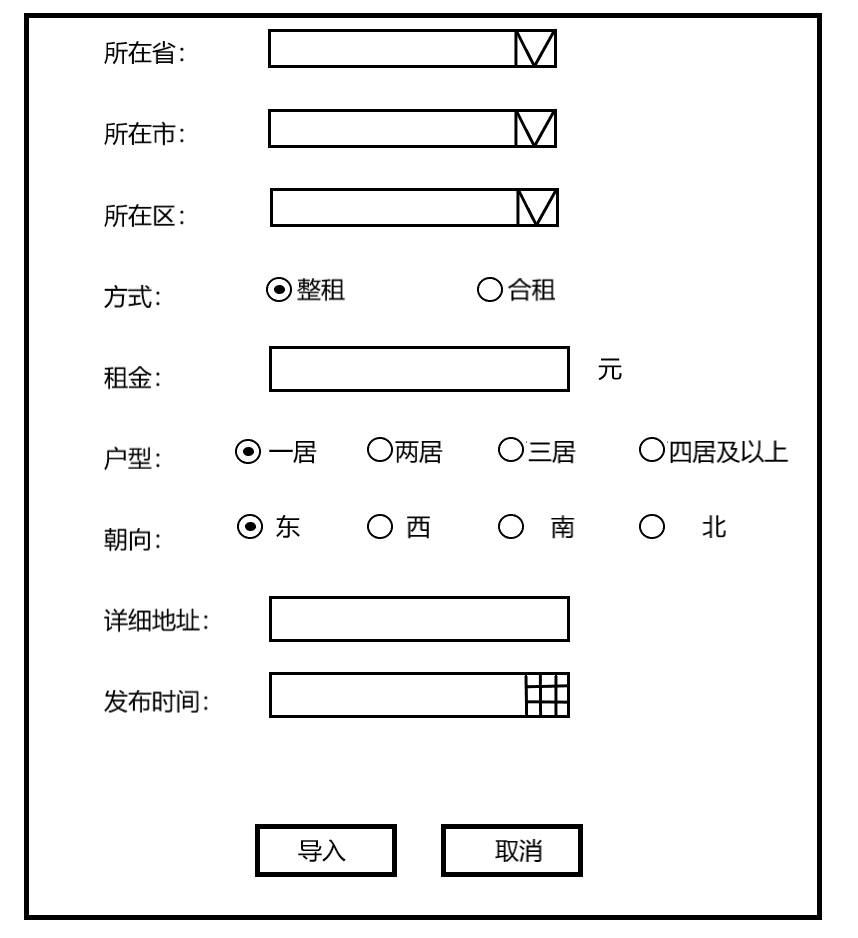 所在省：
所在市：
所在区：
方式： 整租 合租
租金： 元
户型： 一居 两居 三居 四居及以上
朝向： 东 西 南 北
详细地址：
发布时间：
导入 取消